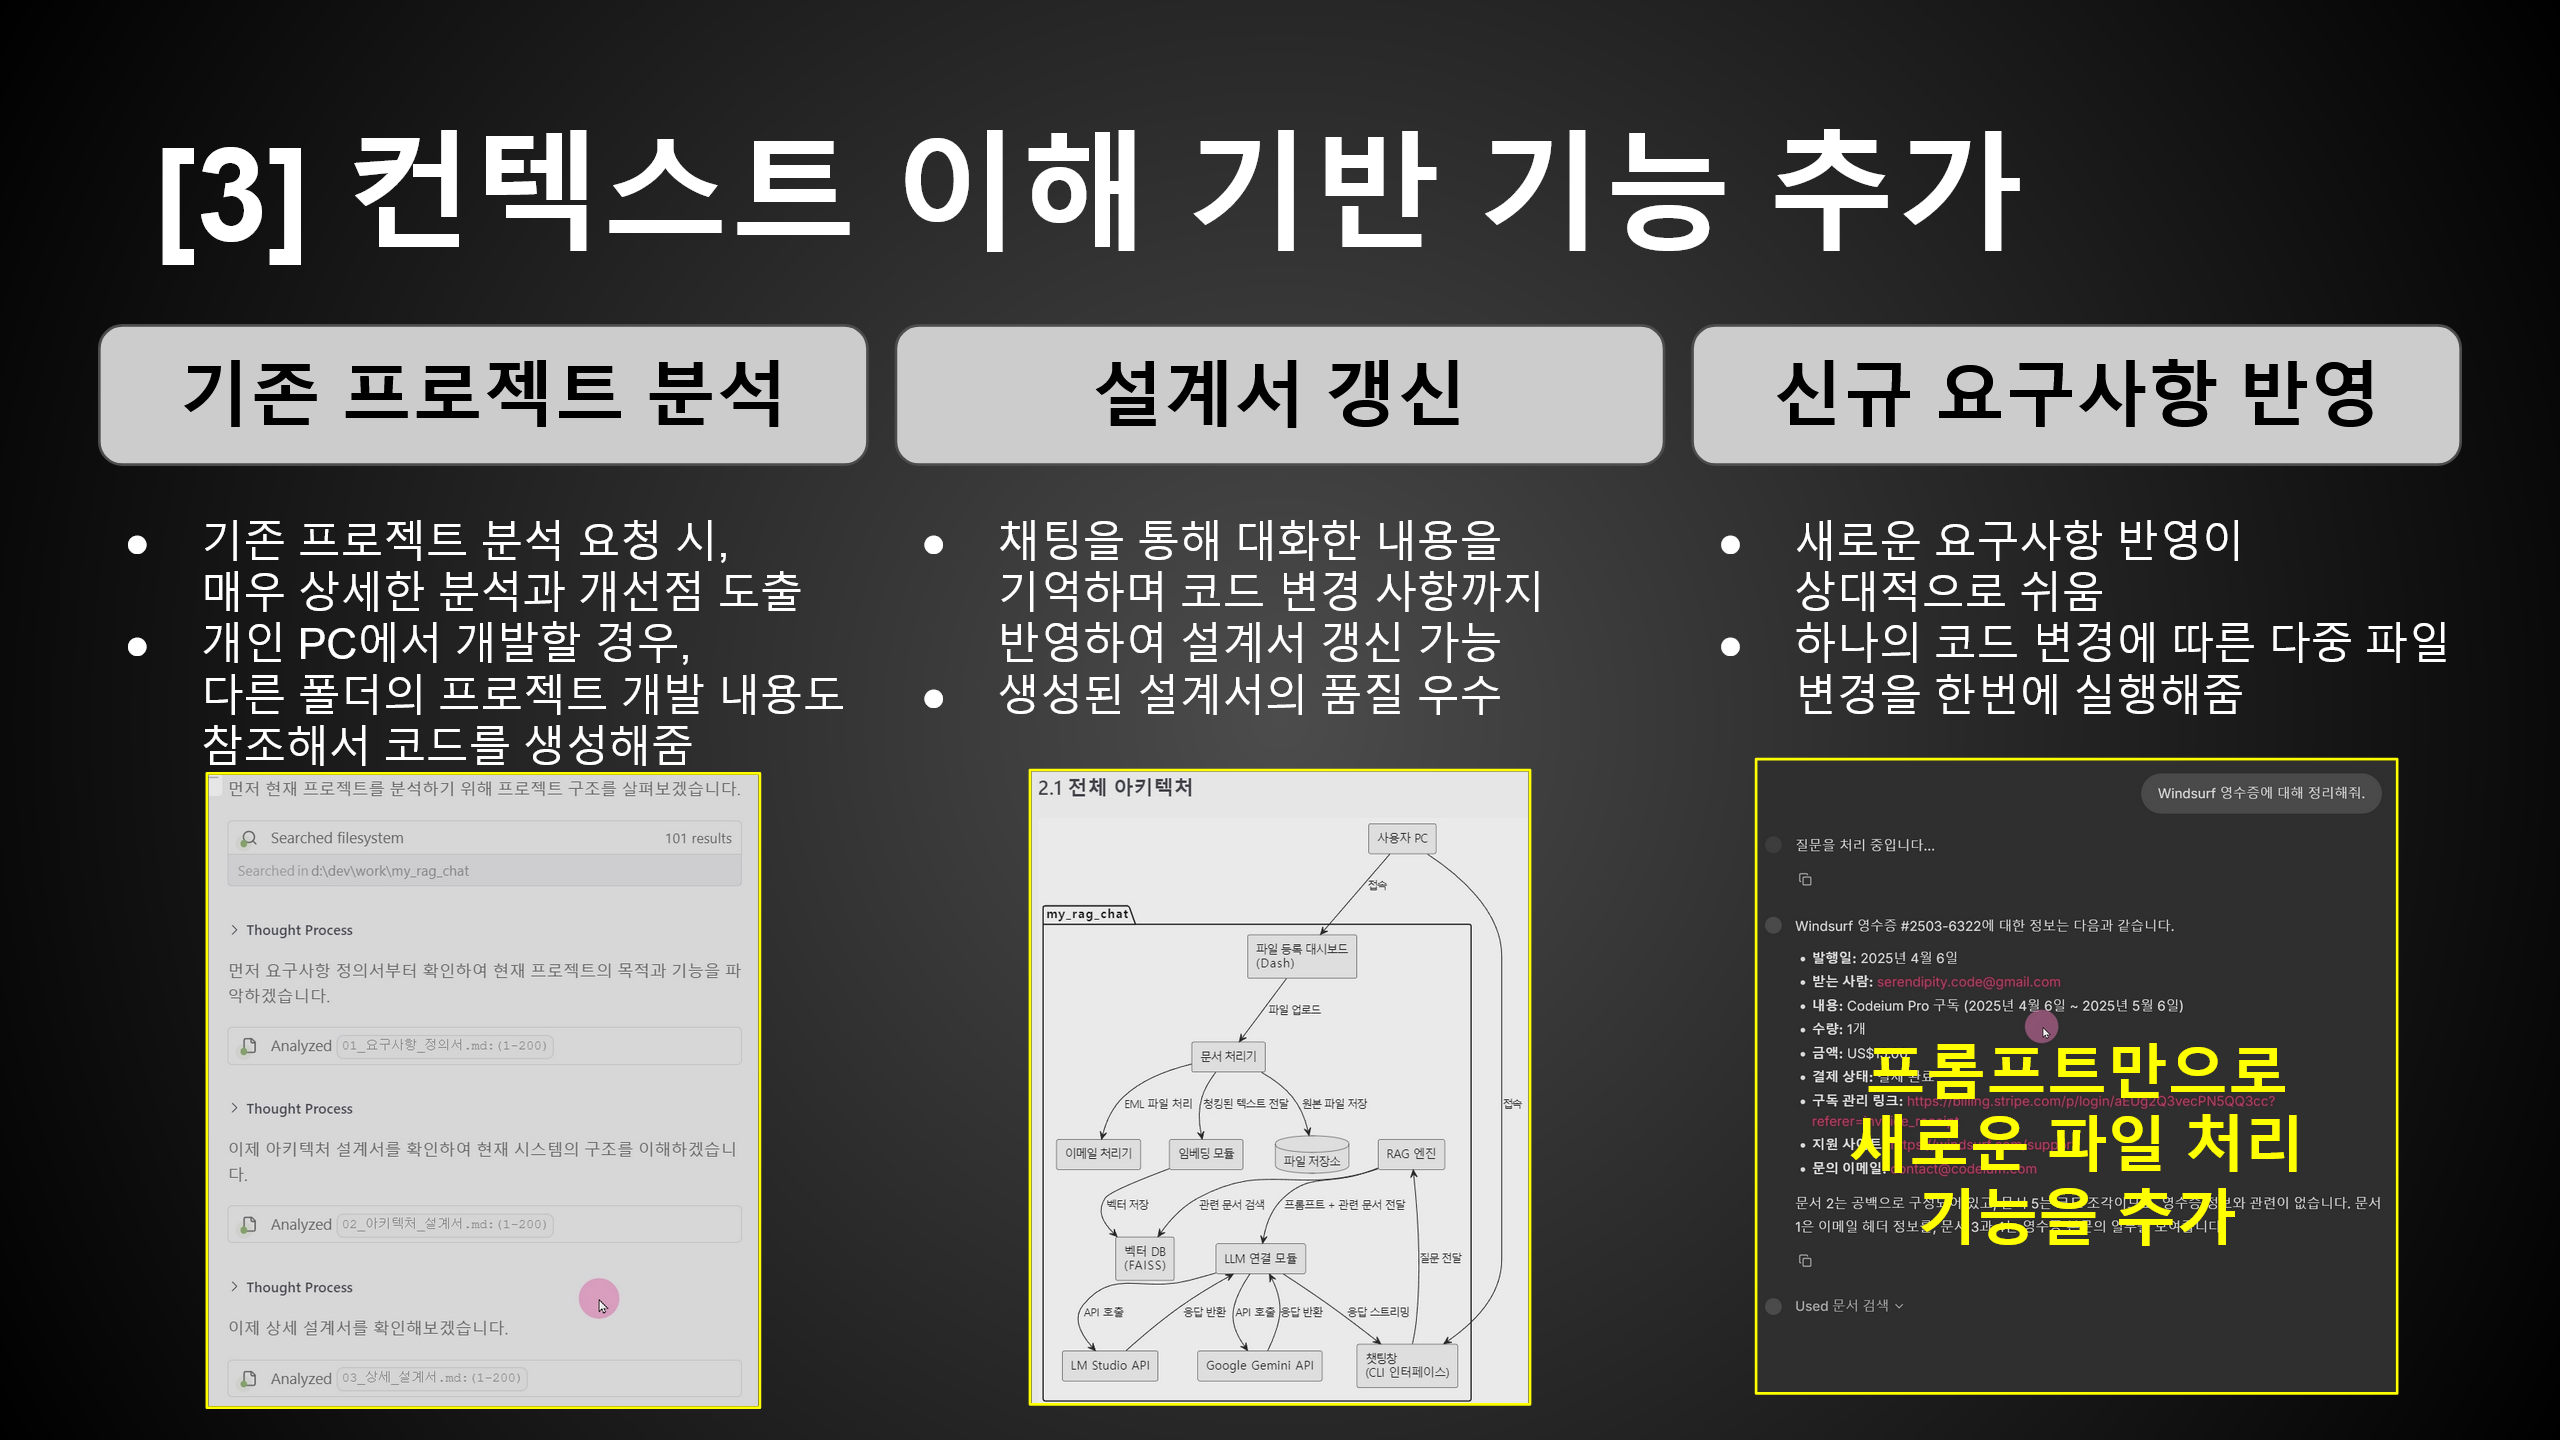 [3] 컨텍스트 이해 기반 기능 추가
기존 프로젝트 분석
● 기존 프로젝트 분석 요청 시,
매우 상세한 분석과 개선점 도출
● 개인 PC에서 개발할 경우,
다른 폴더의 프로젝트 개발 내용도
참조해서 코드를 생성해줌
먼저 현재 프로젝트를 분석하기 위해 프로젝트 구조를 살펴보겠습니다.
Searched filesystem 101 results
Searched in d:\dev\work\my_rag_chat
Thought Process
먼저 요구사항 정의서부터 확인하여 현재 프로젝트의 목적과 기능을 파
악하겠습니다.
Analyzed 01_요구사항_정의서.md:(1-200)
Thought Process
이제 아키텍처 설계서를 확인하여 현재 시스템의 구조를 이해하겠습니
다.
Analyzed 02_아키텍처_설계서.md:(1-200)
Thought Process
이제 상세 설계서를 확인해보겠습니다.
Analyzed 03_상세_설계서.md:(1-200)
설계서 갱신
● 채팅을 통해 대화한 내용을
기억하며 코드 변경 사항까지
반영하여 설계서 갱신 가능
● 생성된 설계서의 품질 우수
2.1 전체 아키텍처
사용자 PC
접속
my_rag_chat
파일 등록 대시보드
(Dash)
파일 업로드
문서 처리기
EML 파일 처리 청킹된 텍스트 전달 원본 파일 저장 접속
이메일 처리기 임베딩 모듈 파일 저장소 RAG 엔진
벡터 저장 관련 문서 검색 프롬프트 + 관련 문서 전달
벡터 DB
(FAISS)
LLM 연결 모듈 질문 전달
API 호출 응답 반환 API 호출 응답 반환 응답 스트리밍
LM Studio API Google Gemini API 챗팅창
(CLI 인터페이스)
신규 요구사항 반영
● 새로운 요구사항 반영이
상대적으로 쉬움
● 하나의 코드 변경에 따른 다중 파일
변경을 한번에 실행해줌
Windsurf 영수증에 대해 정리해줘.
질문을 처리 중입니다...
Windsurf 영수증 #2503-6322에 대한 정보는 다음과 같습니다.
• 발행일: 2025년 4월 6일
• 받는 사람: serendipity.code@gmail.com
• 내용: Codeium Pro 구독 (2025년 4월 6일 ~ 2025년 5월 6일)
• 수량: 1개
• 금액:
• 결제 상태:
• 구독 관리 링크: https://billing.stripe.com/p/login/aEUg2Q3vecPN5QQ3cc?
• 지원 사이트:
• 문의 이메일: contact@codeium.com
프롬프트만으로
새로운 파일 처리
기능을 추가
문서 2는 공백으로 영수증 정보와 관련이 없습니다. 문서
1은 이메일 헤더 정보를,
Used 문서 검색